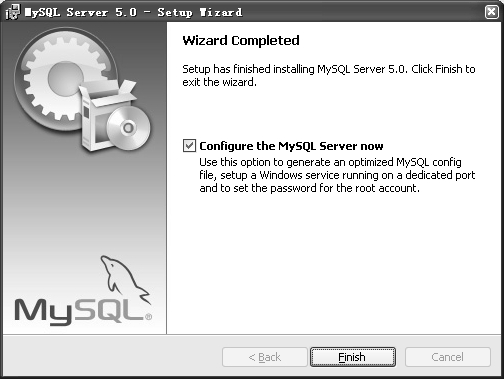 MySQL Server 5.0 - Setup Wizard
Wizard Completed
Setup has finished installing MySQL Server 5.0. Click Finish to
exit the wizard.
Configure the MySQL Server now
Use this option to generate an optimized MySQL config
file, setup a Windows service running on a dedicated port
and to set the password for the root account.
MySQL®
< Back
Finish
Cancel